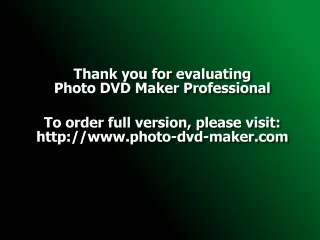 Thank you for evaluating
Photo DVD Maker Professional
To order full version, please visit:
http://www.photo-dvd-maker.com